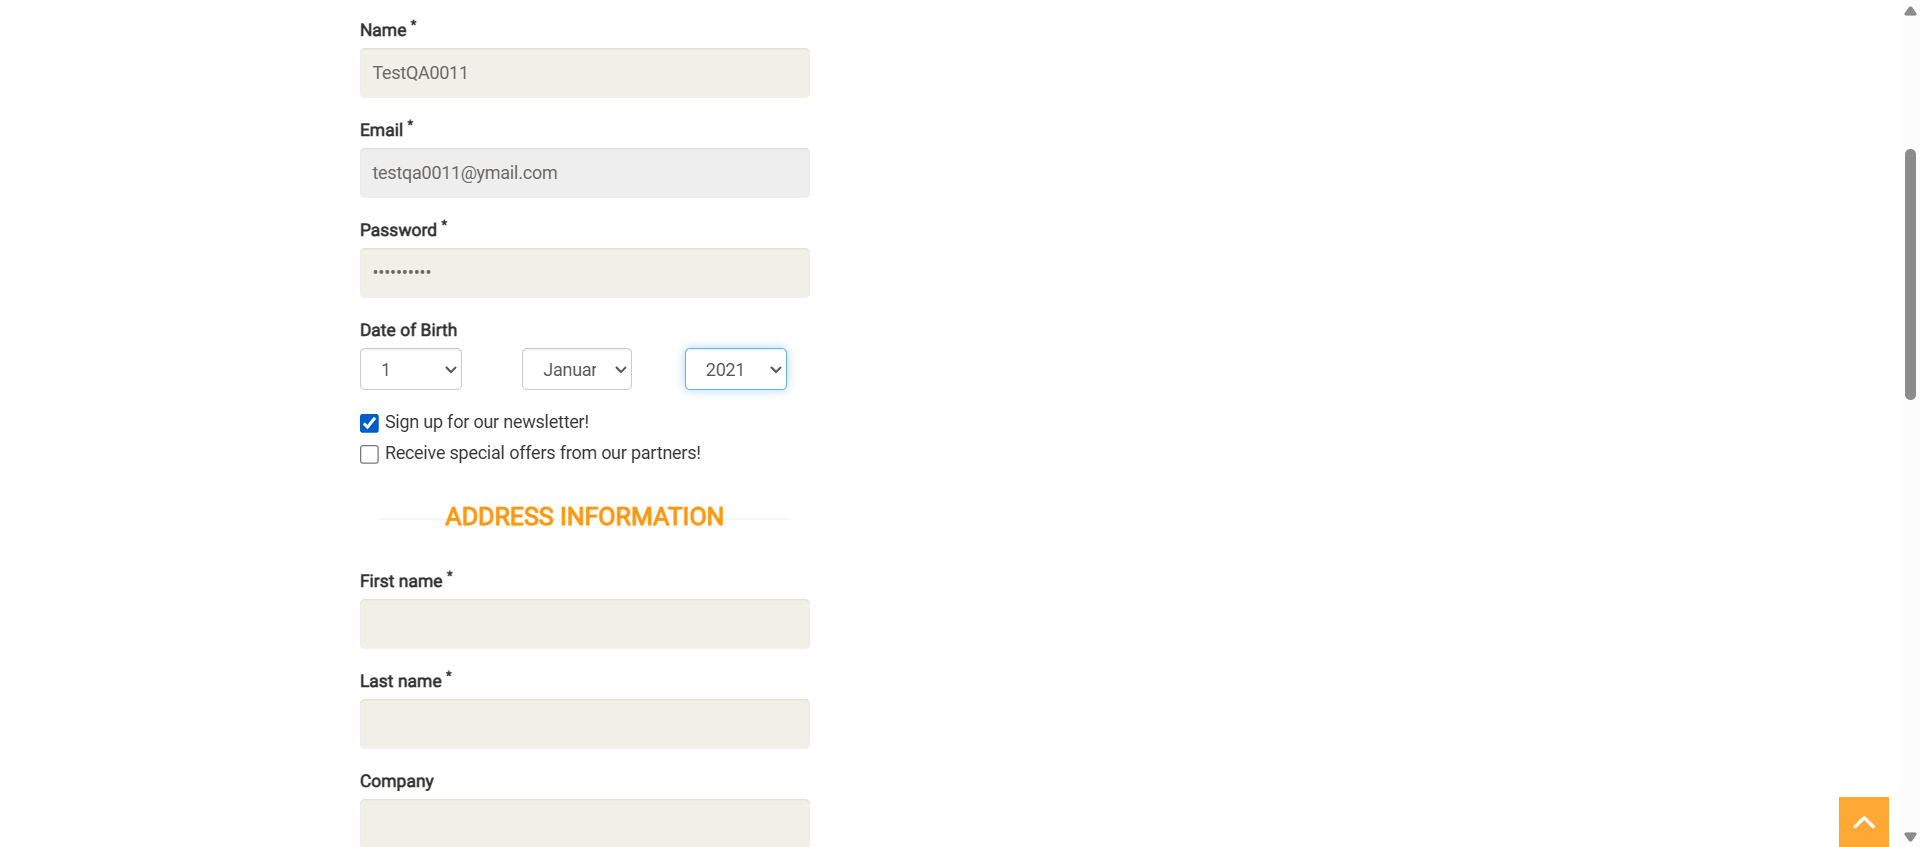 Name *
TestQA0011
Email *
testqa0011@ymail.com
Password *
••••••••••
Date of Birth
1 Januar 2021
Sign up for our newsletter!
Receive special offers from our partners!
ADDRESS INFORMATION
First name *
Last name *
Company